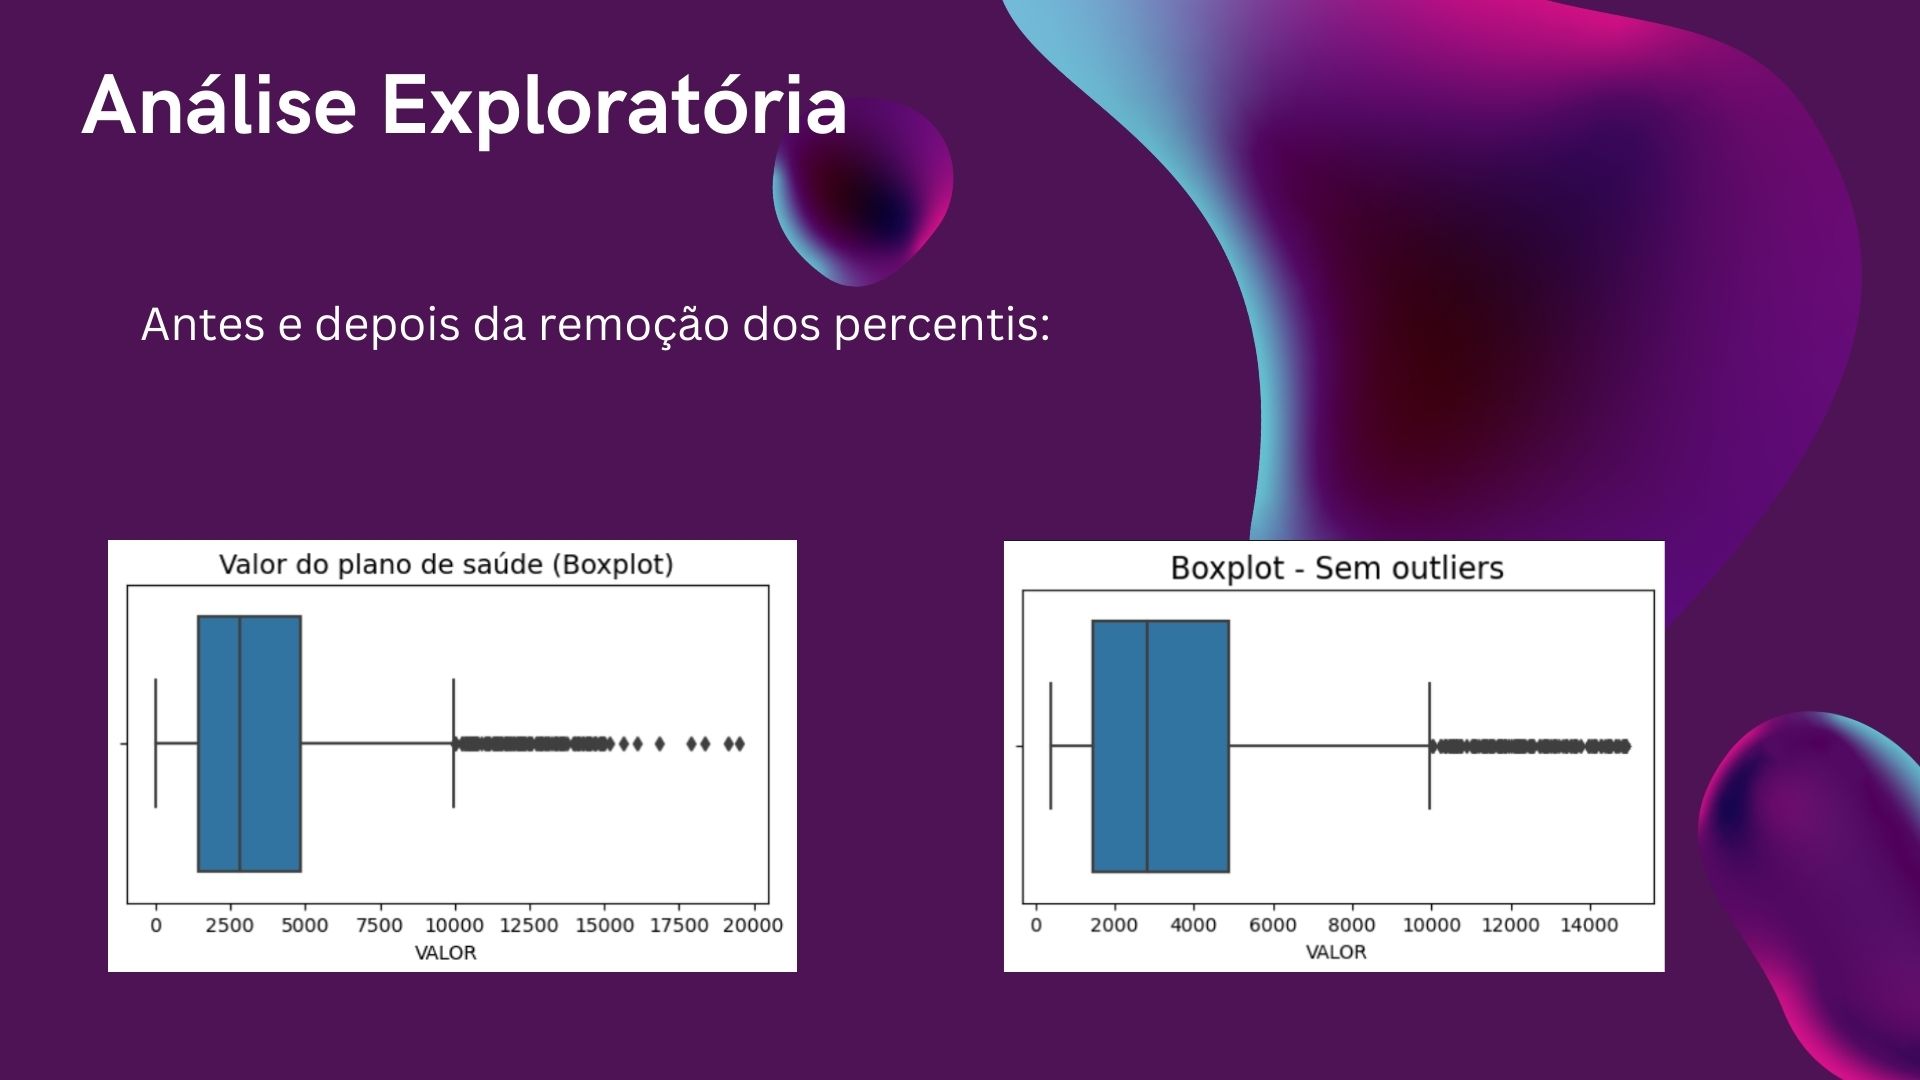 Análise Exploratória
Antes e depois da remoção dos percentis:
Valor do plano de saúde (Boxplot)
0 2500 5000 7500 10000 12500 15000 17500 20000
VALOR
Boxplot - Sem outliers
0 2000 4000 6000 8000 10000 12000 14000
VALOR